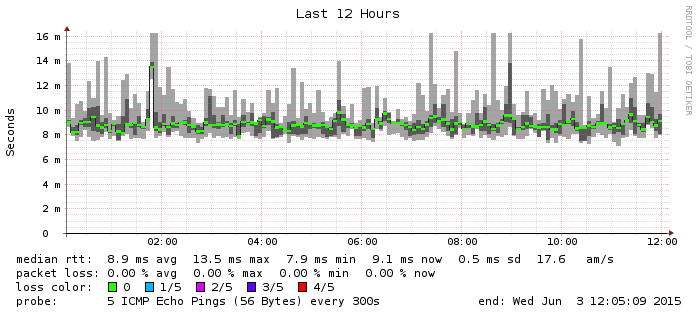 Last 12 Hours
RRDTOOL / TOBI OETIKER
Seconds
16 m
14 m
12 m
10 m
8 m
6 m
4 m
2 m
0
02:00 04:00 06:00 08:00 10:00 12:00
median rtt: 8.9 ms avg 13.5 ms max 7.9 ms min 9.1 ms now 0.5 ms sd 17.6 am/s
packet loss: 0.00 % avg 0.00 % max 0.00 % min 0.00 % now
loss color: 0 1/5 2/5 3/5 4/5
probe: 5 ICMP Echo Pings (56 Bytes) every 300s end: Wed Jun 3 12:05:09 2015